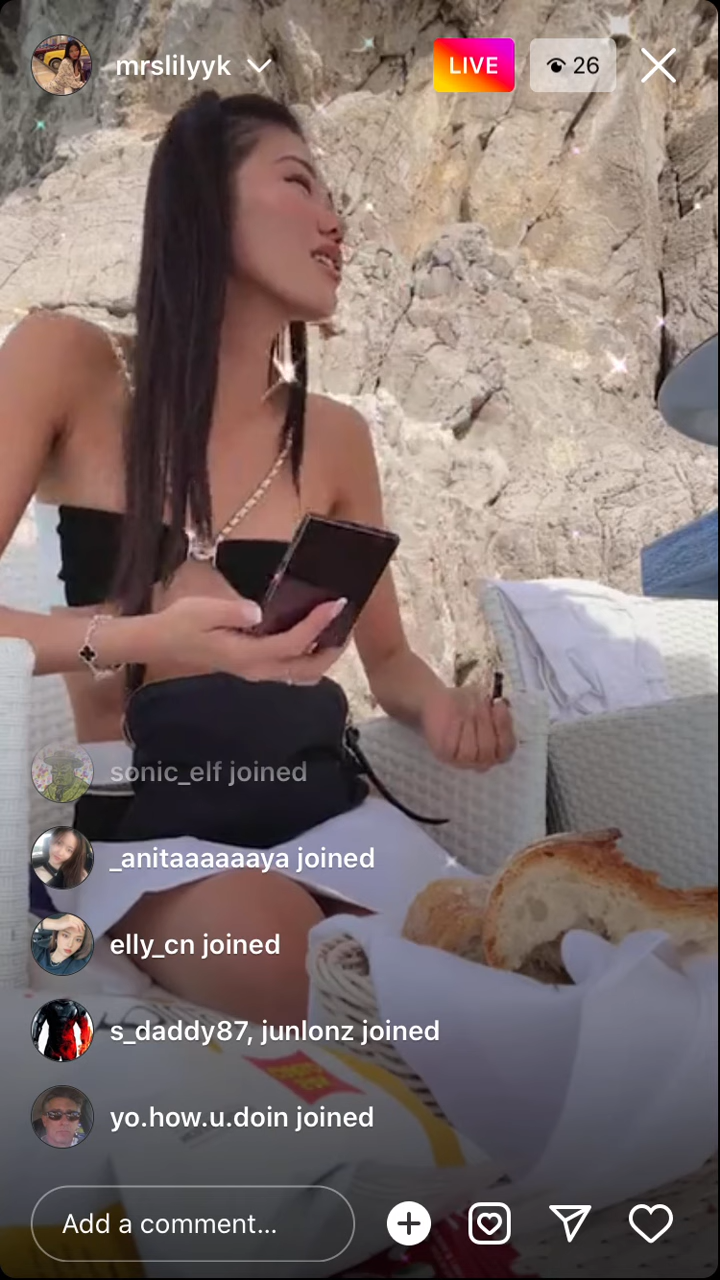 mrslilyyk
LIVE
26
sonic_elf joined
_anitaaaaaaya joined
elly_cn joined
s_daddy87, junlonz joined
yo.how.u.doin joined
Add a comment...